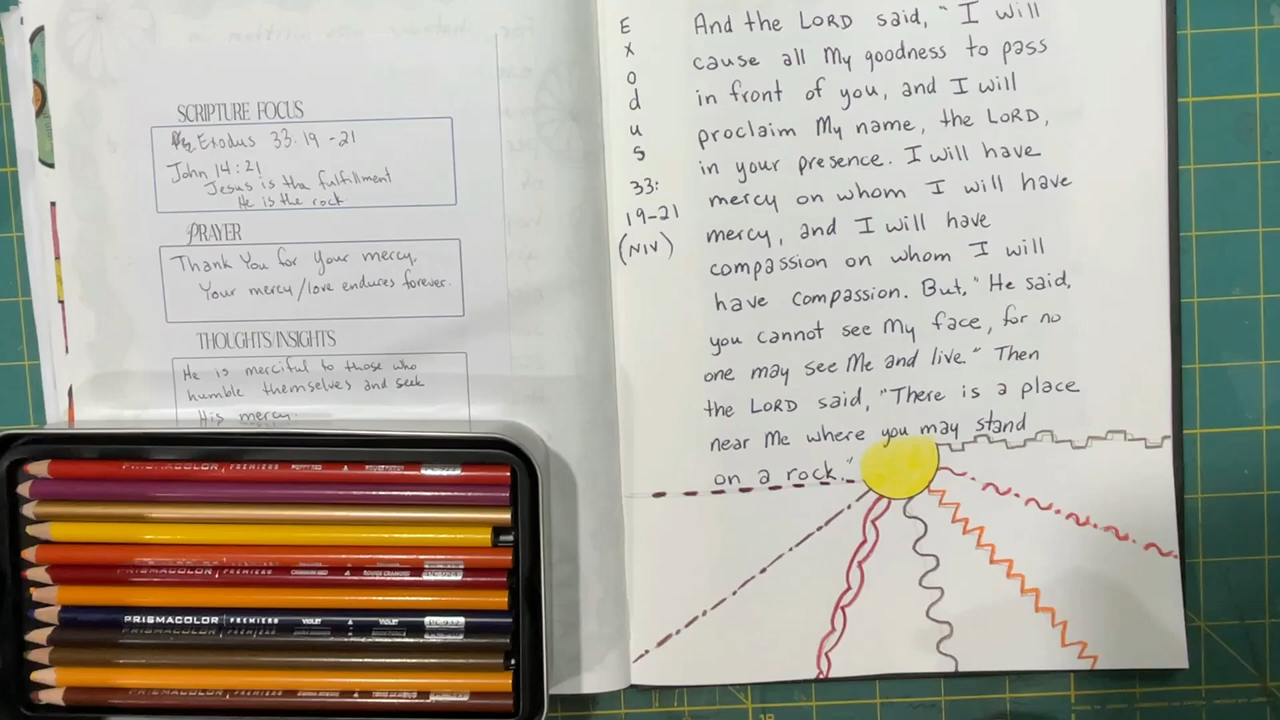 SCRIPTURE FOCUS
Exodus 33:19-21
John 14:21
Jesus is the fulfillment
He is the rock
PRAYER
Thank You for Your mercy.
Your mercy/love endures forever.
THOUGHTS/INSIGHTS
He is merciful to those who
humble themselves and seek
His mercy.
PRISMACOLOR PREMIER
PRISMACOLOR PREMIER
PRISMACOLOR PREMIER VIOLET
PRISMACOLOR PREMIER
PRISMACOLOR PREMIER
E
x
o
d
u
s
33:
19-21
(NIV)
And the LORD said, "I will
cause all My goodness to pass
in front of you, and I will
proclaim My name, the LORD,
in your presence. I will have
mercy on whom I will have
mercy, and I will have
compassion on whom I will
have compassion. But," He said,
you cannot see My face, for no
one may see Me and live." Then
the LORD said, "There is a place
near Me where you may stand
on a rock."